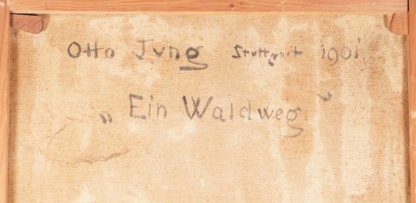 Otto Jung Stuttgart 1901.
„Ein Waldweg"